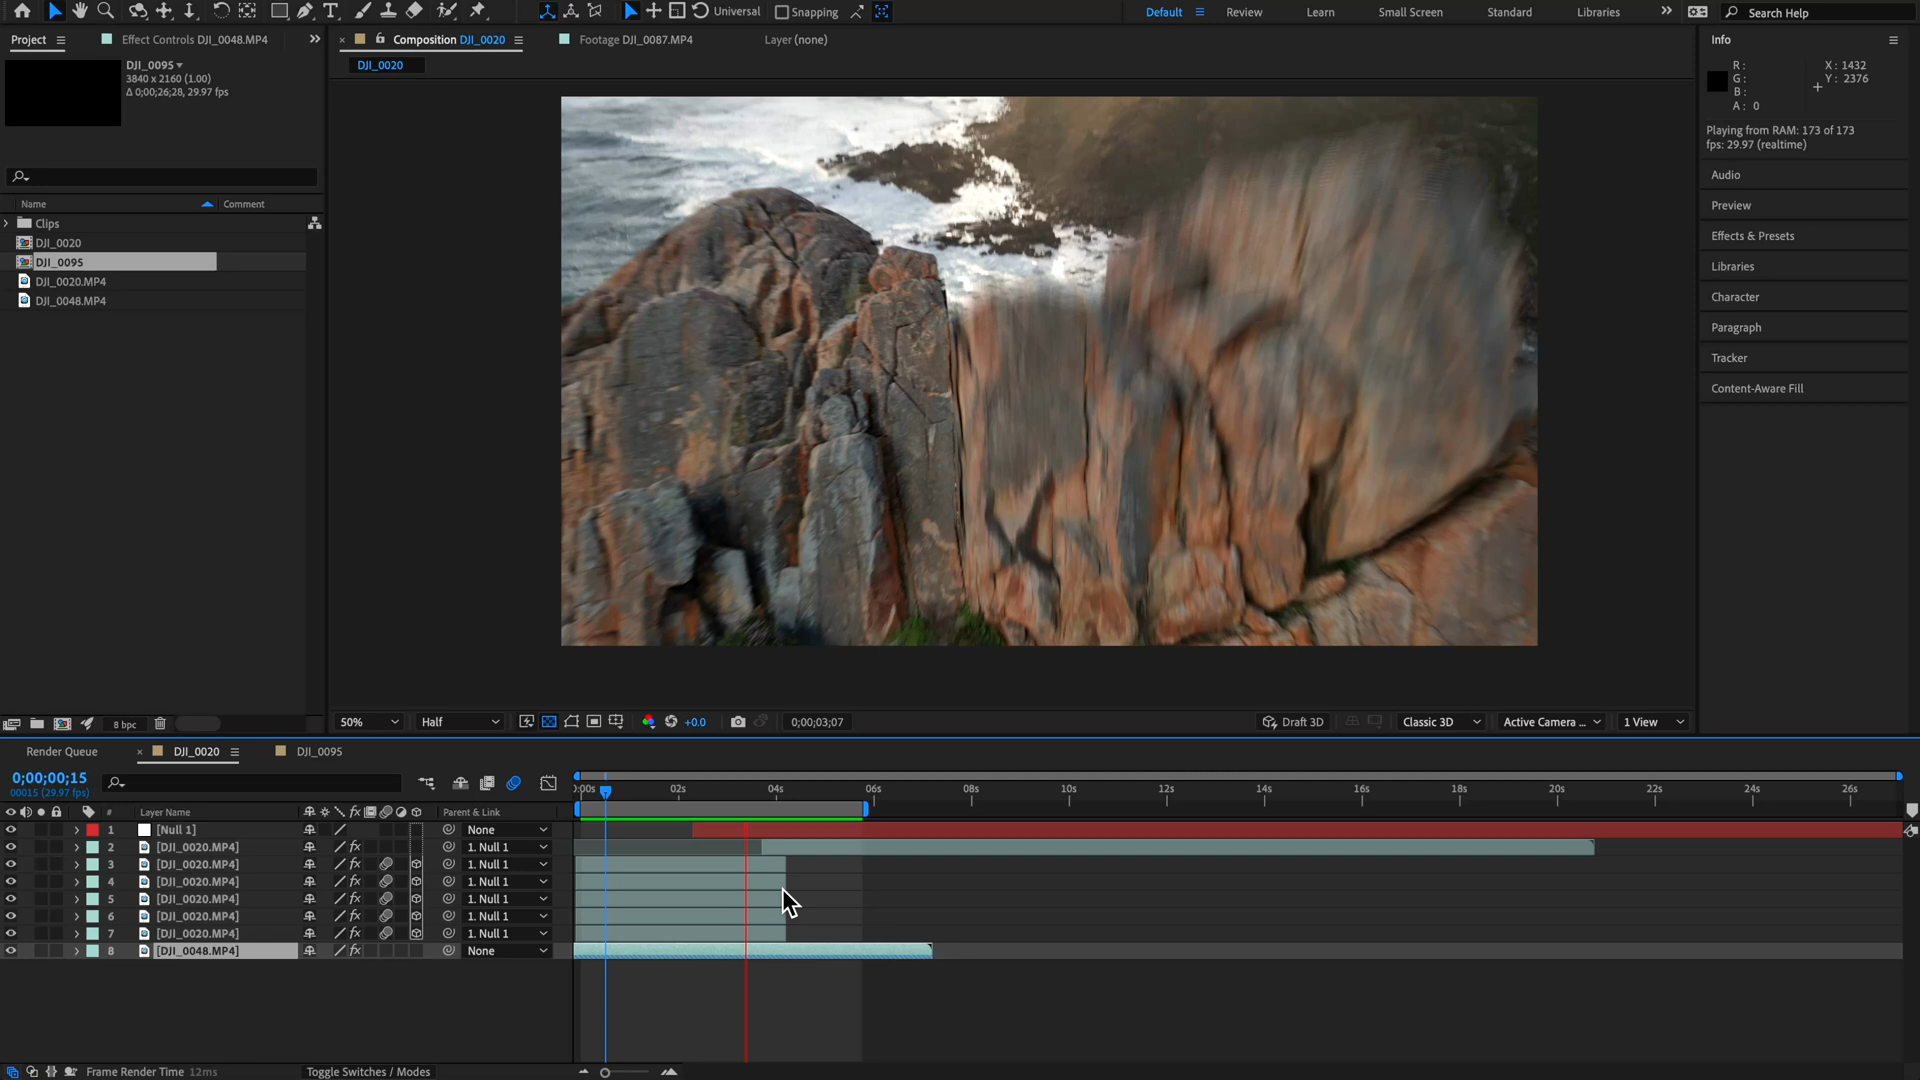 Universal
Snapping
Default
Review
Learn
Small Screen
Standard
Libraries
Search Help
Project
Effect Controls DJI_0048.MP4
Composition DJI_0020
Footage DJI_0087.MP4
Layer (none)
Info
DJI_0020
DJI_0095
3840 x 2160 (1.00)
Δ 0;00;26;28, 29.97 fps
R :
G :
B :
A : 0
X : 1432
Y : 2376
Playing from RAM: 173 of 173
fps: 29.97 (realtime)
Audio
Preview
Effects & Presets
Libraries
Character
Paragraph
Tracker
Content-Aware Fill
Name
Comment
Clips
DJI_0020
DJI_0095
DJI_0020.MP4
DJI_0048.MP4
8 bpc
50%
Half
+0.0
0;00;03;07
Draft 3D
Classic 3D
Active Camera ...
1 View
Render Queue
DJI_0020
DJI_0095
0;00;00;15
00015 (29.97 fps)
# Layer Name
Parent & Link
0:00s 02s 04s 06s 08s 10s 12s 14s 16s 18s 20s 22s 24s 26s
1 [Null 1] None
2 [DJI_0020.MP4] 1. Null 1
3 [DJI_0020.MP4] 1. Null 1
4 [DJI_0020.MP4] 1. Null 1
5 [DJI_0020.MP4] 1. Null 1
6 [DJI_0020.MP4] 1. Null 1
7 [DJI_0020.MP4] 1. Null 1
8 [DJI_0048.MP4] None
Frame Render Time 12ms
Toggle Switches / Modes